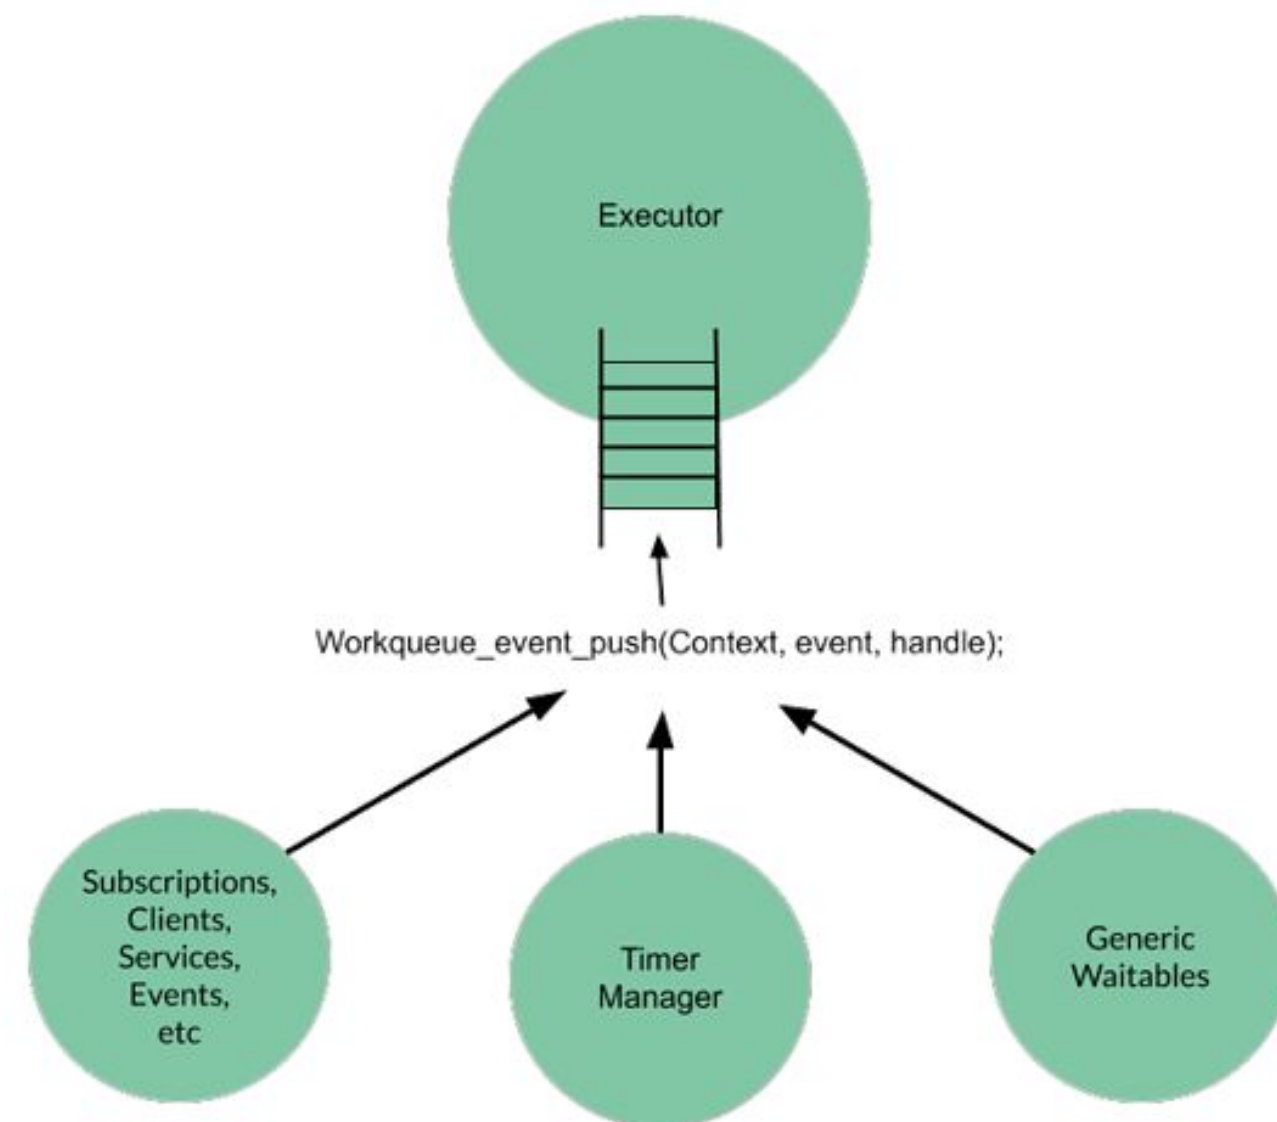 Executor
Workqueue_event_push(Context, event, handle);
Subscriptions,
Clients,
Services,
Events,
etc
Timer
Manager
Generic
Waitables